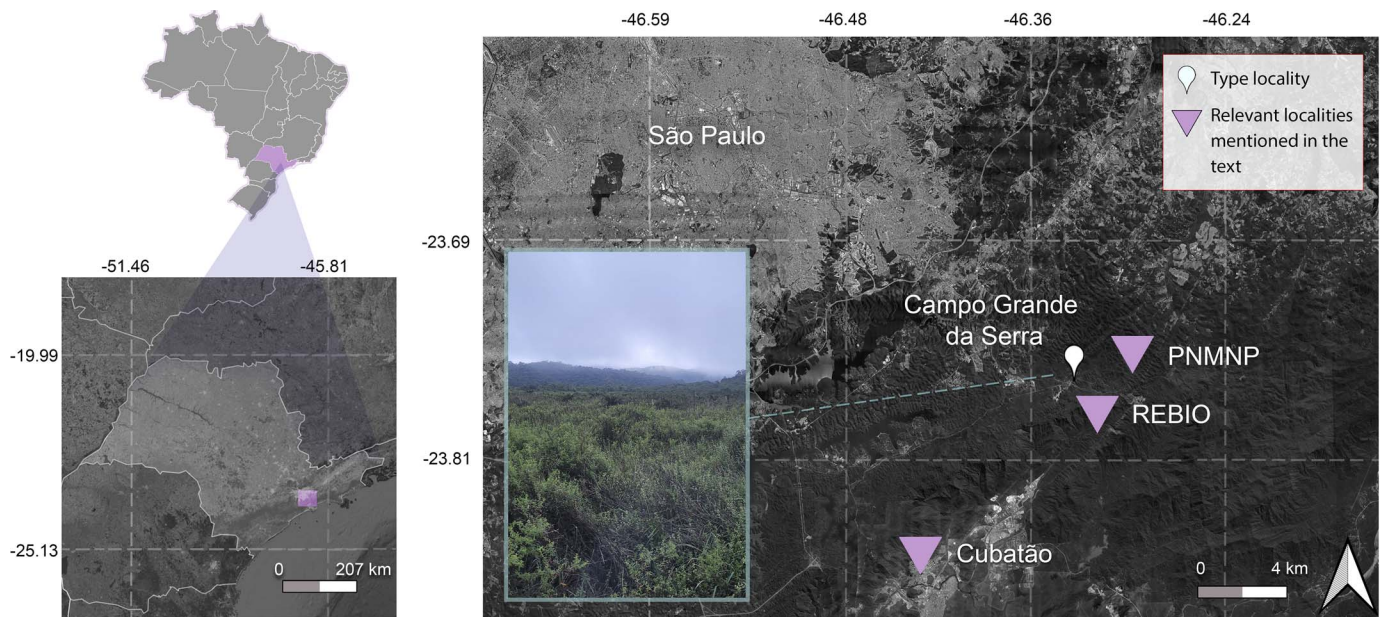 -46.59
-46.48
-46.36
-46.24
Type locality
Relevant localities
mentioned in the
text
São Paulo
-23.69
-51.46
-45.81
Campo Grande
da Serra
PNMNP
REBIO
-19.99
-23.81
-25.13
0
207 km
Cubatão
0
4 km